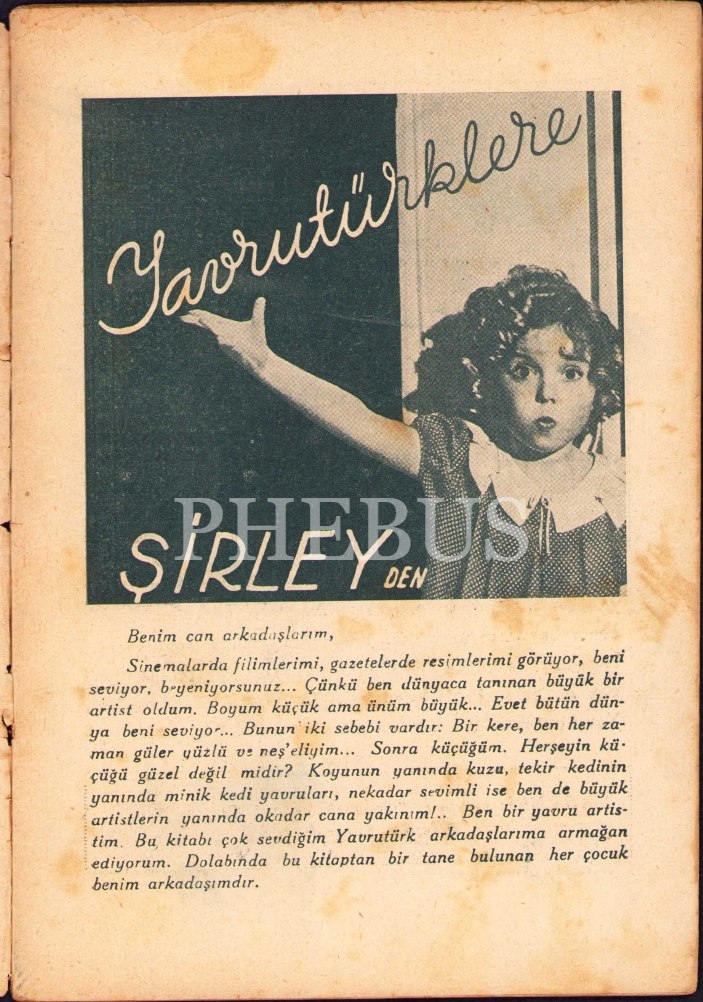 Yavrutürklere
ŞİRLEY DEN
PHEBUS
Benim can arkadaşlarım,
Sinemalarda filimlerimi, gazetelerde resimlerimi görüyor, beni
seviyor, beyeniyorsunuz... Çünkü ben dünyaca tanınan büyük bir
artist oldum. Boyum küçük ama ünüm büyük... Evet bütün dün-
ya beni seviyor... Bunun iki sebebi vardır: Bir kere, ben her za-
man güler yüzlü ve neş'eliyim... Sonra küçüğüm. Herşeyin kü-
çüğü güzel değil midir? Koyunun yanında kuzu, tekir kedinin
yanında minik kedi yavruları, nekadar sevimli ise ben de büyük
artistlerin yanında okadar cana yakınım!.. Ben bir yavru artis-
tim. Bu kitabı çok sevdiğim Yavrutürk arkadaşlarıma armağan
ediyorum. Dolabında bu kitaptan bir tane bulunan her çocuk
benim arkadaşımdır.